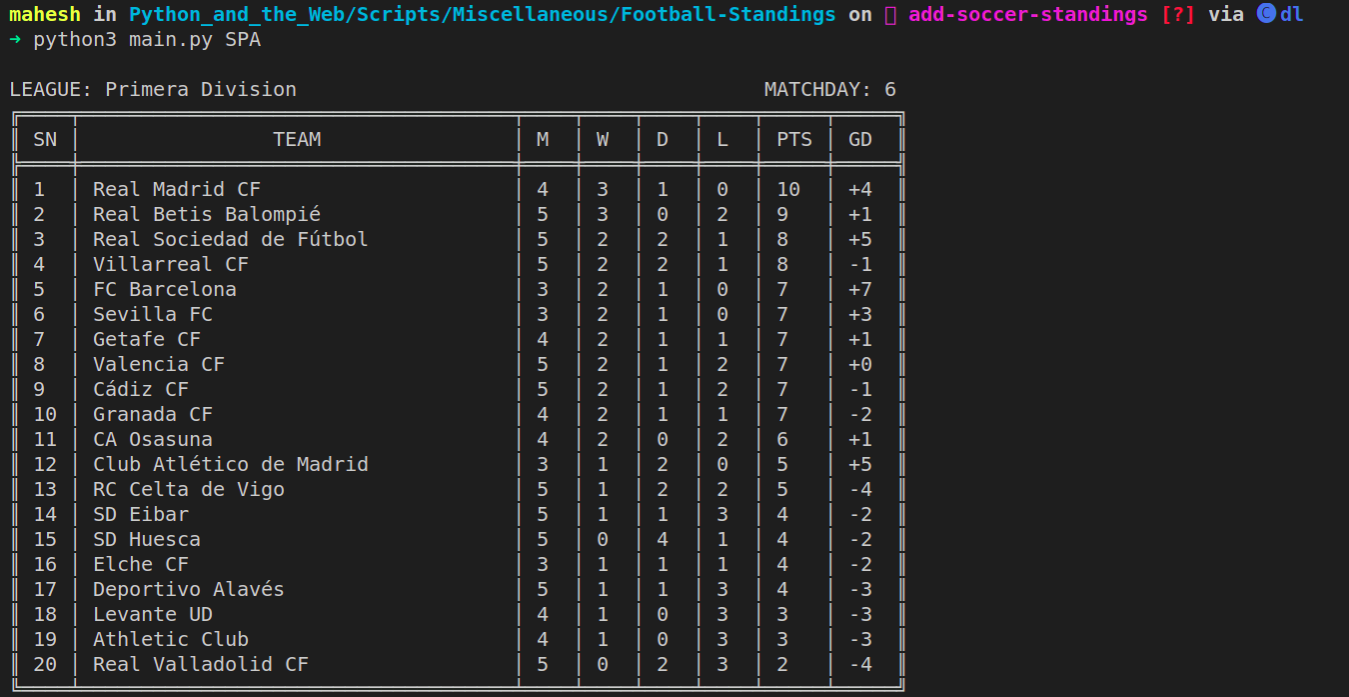 mahesh in Python_and_the_Web/Scripts/Miscellaneous/Football-Standings on add-soccer-standings [?] via C dl
→ python3 main.py SPA
LEAGUE: Primera Division MATCHDAY: 6
SN TEAM M W D L PTS GD
1 Real Madrid CF 4 3 1 0 10 +4
2 Real Betis Balompié 5 3 0 2 9 +1
3 Real Sociedad de Fútbol 5 2 2 1 8 +5
4 Villarreal CF 5 2 2 1 8 -1
5 FC Barcelona 3 2 1 0 7 +7
6 Sevilla FC 3 2 1 0 7 +3
7 Getafe CF 4 2 1 1 7 +1
8 Valencia CF 5 2 1 2 7 +0
9 Cádiz CF 5 2 1 2 7 -1
10 Granada CF 4 2 1 1 7 -2
11 CA Osasuna 4 2 0 2 6 +1
12 Club Atlético de Madrid 3 1 2 0 5 +5
13 RC Celta de Vigo 5 1 2 2 5 -4
14 SD Eibar 5 1 1 3 4 -2
15 SD Huesca 5 0 4 1 4 -2
16 Elche CF 3 1 1 1 4 -2
17 Deportivo Alavés 5 1 1 3 4 -3
18 Levante UD 4 1 0 3 3 -3
19 Athletic Club 4 1 0 3 3 -3
20 Real Valladolid CF 5 0 2 3 2 -4